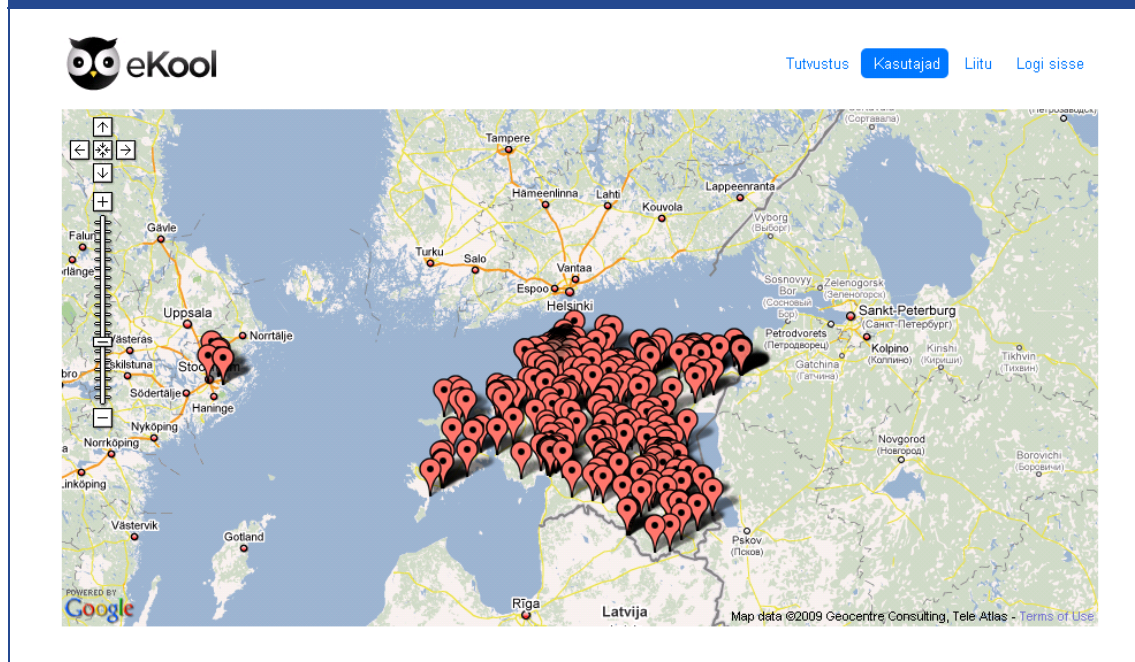 eKool
Tutvustus Kasutajad Liitu Logi sisse
(Сортавала)
Tampere
Hämeenlinna
Lahti
Lappeenranta
Kouvola
Vyborg
(Выборг)
Gävle
Falun
Turku
Salo
Vantaa
Espoo
Helsinki
Sosnovyy
Bor
(Сосновый
Бор)
Zelenogorsk
(Зеленогорск)
Uppsala
Norrtälje
Västerås
Sankt-Peterburg
(Санкт-Петербург)
Petrodvorets
(Петродворец)
Kolpino
(Колпино)
Kirishi
(Кириши)
Tikhvin
(Тихвин)
Gatchina
(Гатчина)
Södertälje
Haninge
Nyköping
Norrköping
Linköping
Novgorod
(Новгород)
Borovichi
(Боровичи)
Västervik
Gotland
Pskov
(Псков)
POWERED BY
Google
Rīga
Latvija
Map data ©2009 Geocentre Consulting, Tele Atlas - Terms of Use